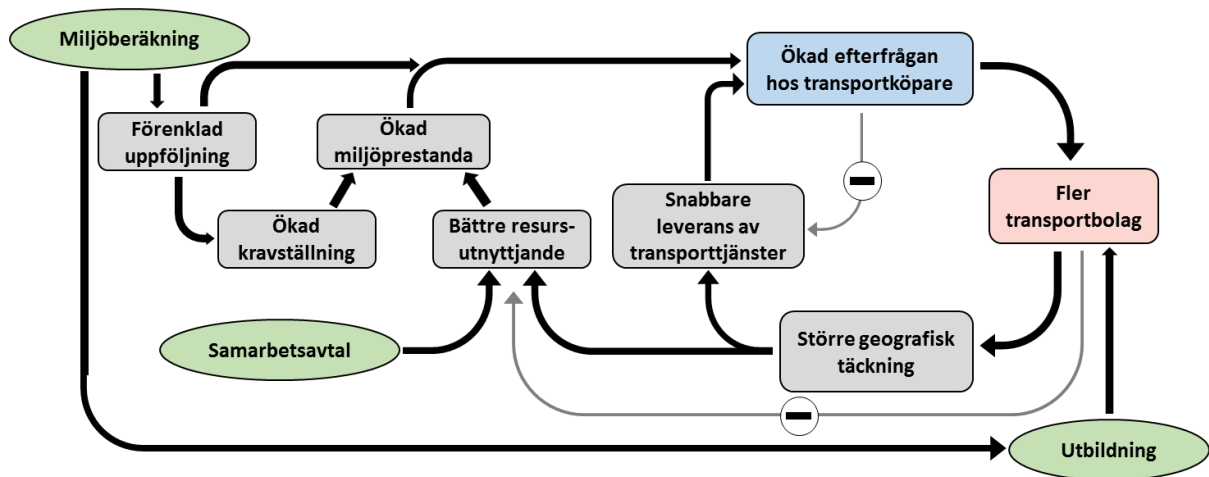 Miljöberäkning
Ökad efterfrågan
hos transportköpare
Förenklad
uppföljning
Ökad
miljöprestanda
Fler
transportbolag
Snabbare
leverans av
transporttjänster
Ökad
kravställning
Bättre resurs-
utnyttjande
Samarbetsavtal
Större geografisk
täckning
Utbildning